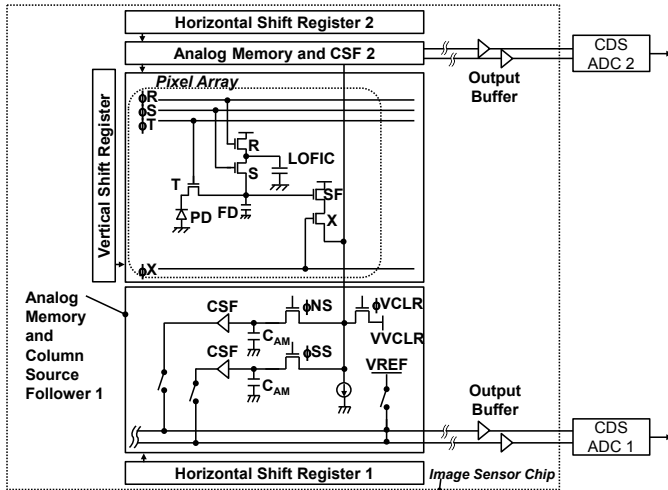 Horizontal Shift Register 2
Analog Memory and CSF 2
CDS
ADC 2
Output
Buffer
Pixel Array
Vertical Shift Register
ϕR
ϕS
ϕT
R
LOFIC
S
T
SF
PD
FD
X
ϕX
Analog
Memory
and
Column
Source
Follower 1
CSF
ϕNS
ϕVCLR
CAM
VVCLR
CSF
ϕSS
CAM
VREF
Output
Buffer
CDS
ADC 1
Horizontal Shift Register 1
Image Sensor Chip